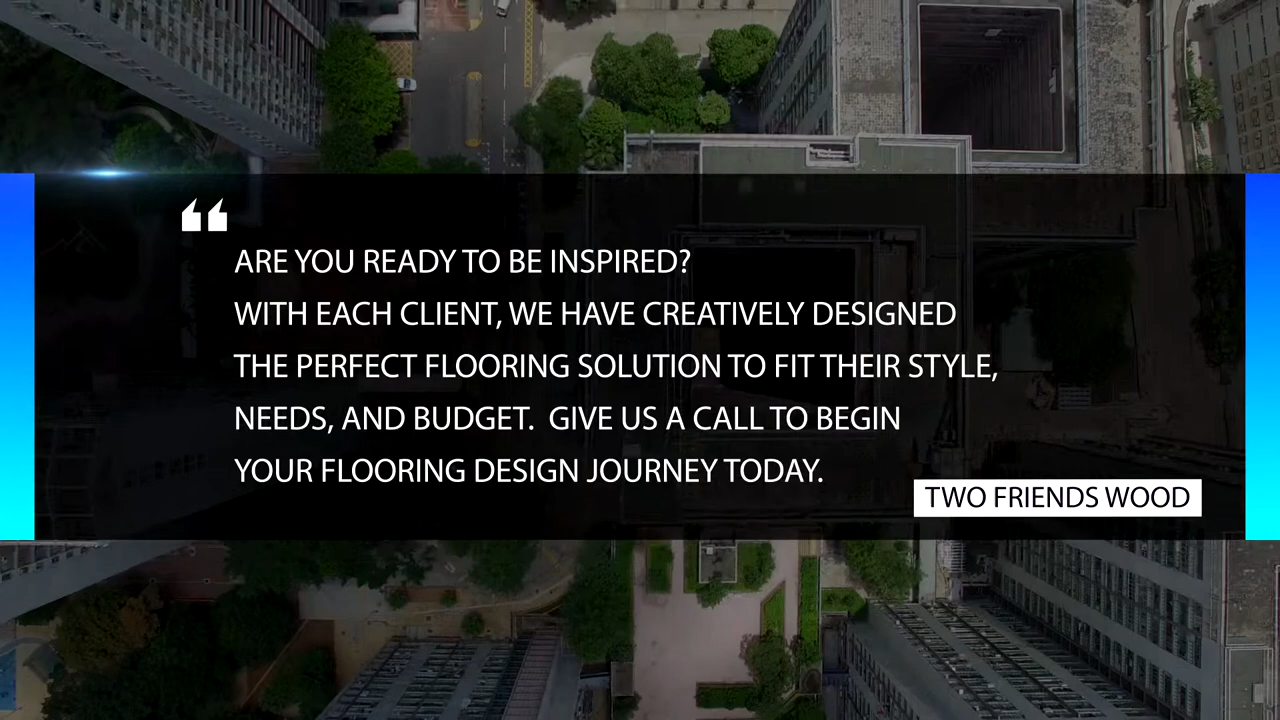 “
ARE YOU READY TO BE INSPIRED?
WITH EACH CLIENT, WE HAVE CREATIVELY DESIGNED
THE PERFECT FLOORING SOLUTION TO FIT THEIR STYLE,
NEEDS, AND BUDGET.  GIVE US A CALL TO BEGIN
YOUR FLOORING DESIGN JOURNEY TODAY.
TWO FRIENDS WOOD